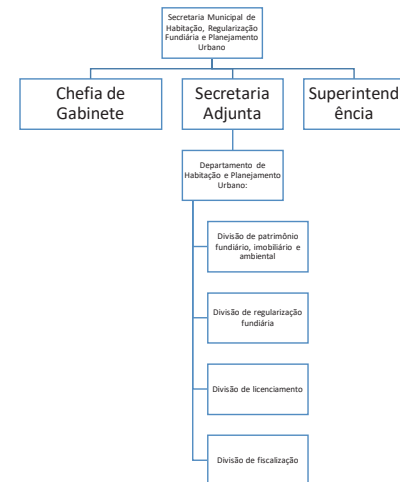 Secretaria Municipal de
Habitação, Regularização
Fundiária e Planejamento
Urbano
Chefia de
Gabinete
Secretaria
Adjunta
Superintend
ência
Departamento de
Habitação e Planejamento
Urbano:
Divisão de patrimônio
fundiário, imobiliário e
ambiental
Divisão de regularização
fundiária
Divisão de licenciamento
Divisão de fiscalização